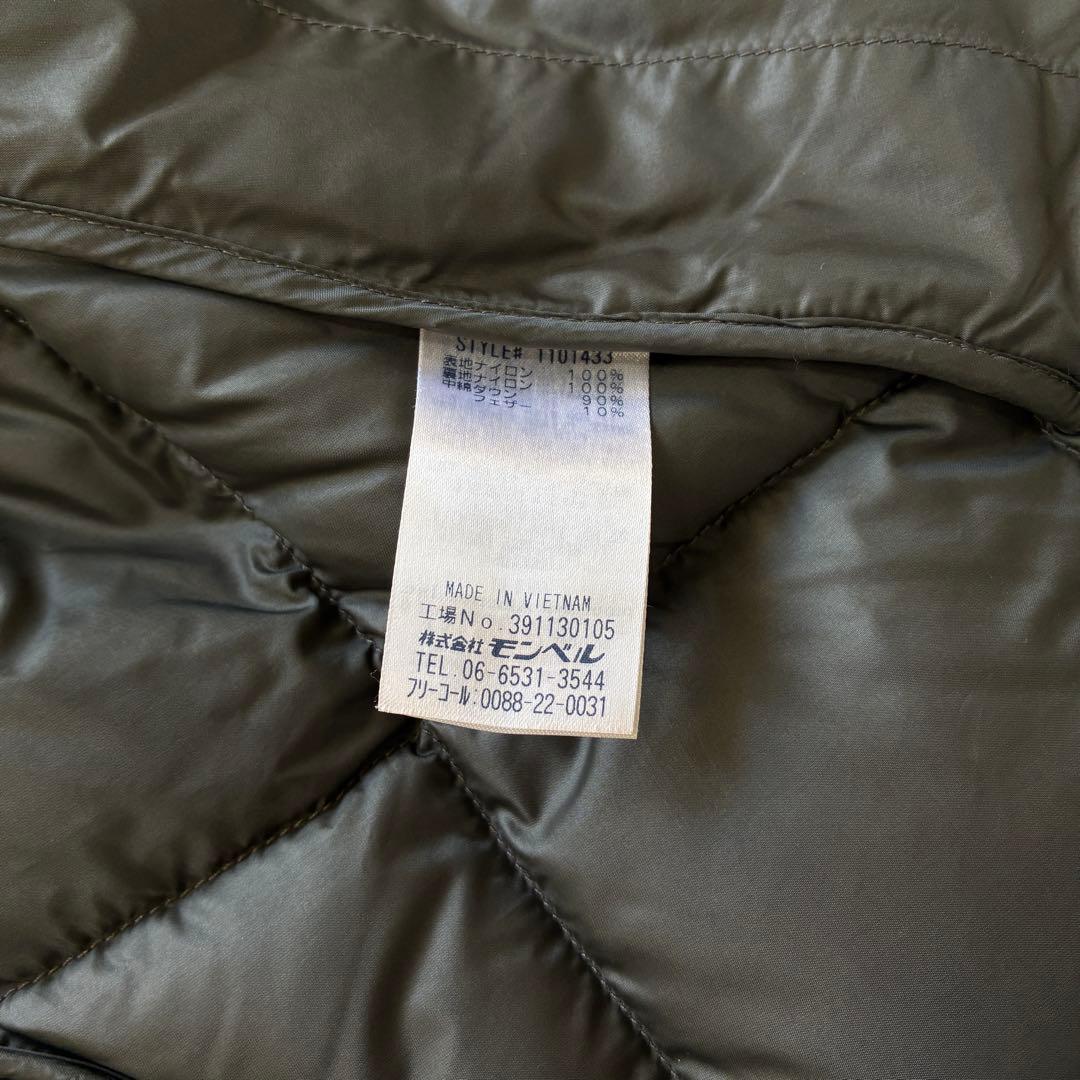 STYLE# 1101433
表地ナイロン 100%
裏地ナイロン 100%
中綿ダウン 90%
フェザー 10%
MADE IN VIETNAM
工場No.391130105
株式会社モンベル
TEL.06-6531-3544
フリーコール:0088-22-0031